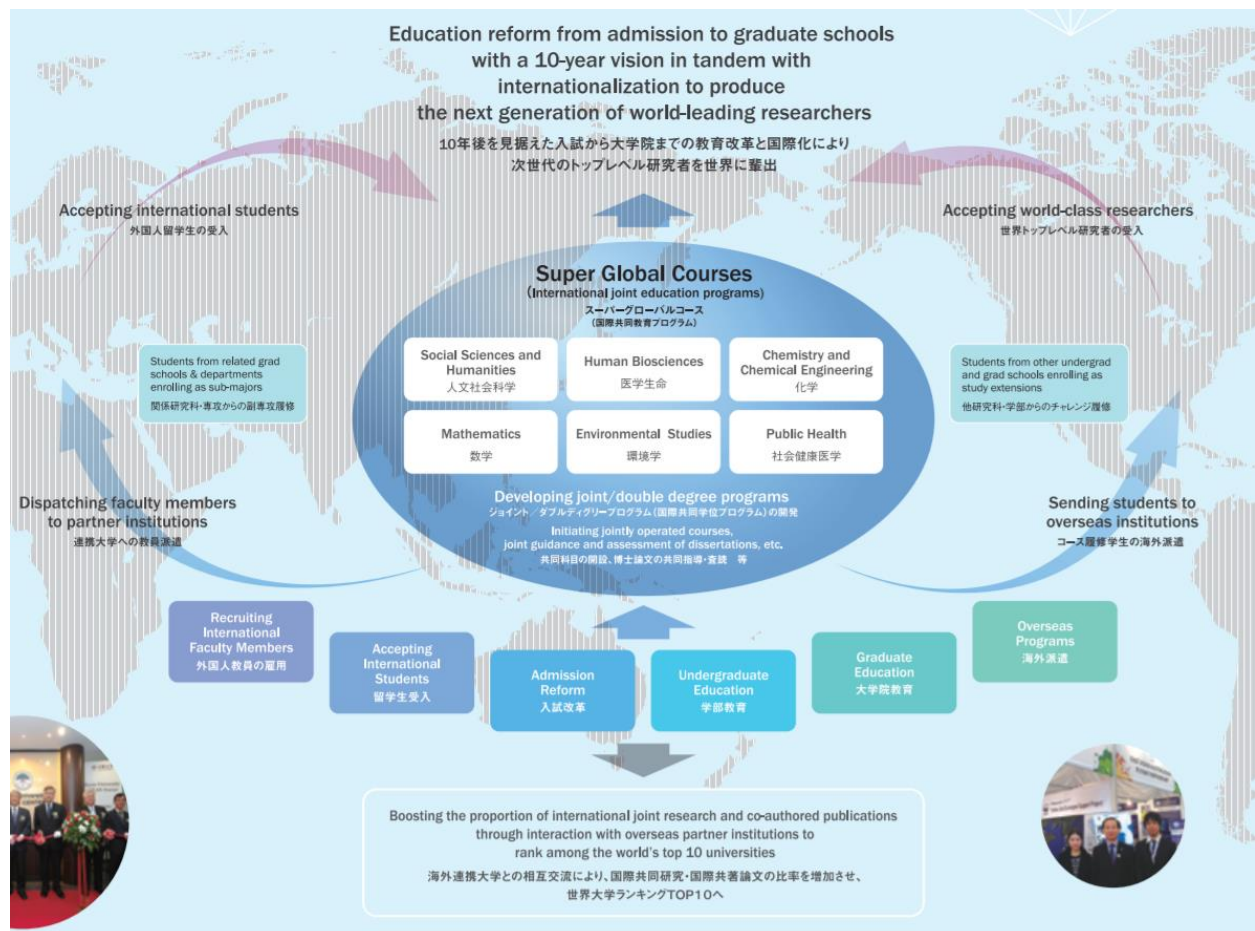 Education reform from admission to graduate schools
with a 10-year vision in tandem with
internationalization to produce
the next generation of world-leading researchers
10年後を見据えた入試から大学院までの教育改革と国際化により
次世代のトップレベル研究者を世界に輩出
Accepting international students
外国人留学生の受入
Accepting world-class researchers
世界トップレベル研究者の受入
Super Global Courses
(International joint education programs)
スーパーグローバルコース
(国際共同教育プログラム)
Students from related grad
schools & departments
enrolling as sub-majors
関係研究科・専攻からの副専攻履修
Social Sciences and
Humanities
人文社会科学
Human Biosciences
医学生命
Chemistry and
Chemical Engineering
化学
Students from other undergrad
and grad schools enrolling as
study extensions
他研究科・学部からのチャレンジ履修
Mathematics
数学
Environmental Studies
環境学
Public Health
社会健康医学
Dispatching faculty members
to partner institutions
連携大学への教員派遣
Developing joint/double degree programs
ジョイント/ダブルディグリープログラム(国際共同学位プログラム)の開発
Initiating jointly operated courses,
joint guidance and assessment of dissertations, etc.
共同科目の開設、博士論文の共同指導・査読 等
Sending students to
overseas institutions
コース履修学生の海外派遣
Recruiting
International
Faculty Members
外国人教員の雇用
Accepting
International
Students
留学生受入
Admission
Reform
入試改革
Undergraduate
Education
学部教育
Graduate
Education
大学院教育
Overseas
Programs
海外派遣
Boosting the proportion of international joint research and co-authored publications
through interaction with overseas partner institutions to
rank among the world's top 10 universities
海外連携大学との相互交流により、国際共同研究・国際共著論文の比率を増加させ、
世界大学ランキングTOP10へ